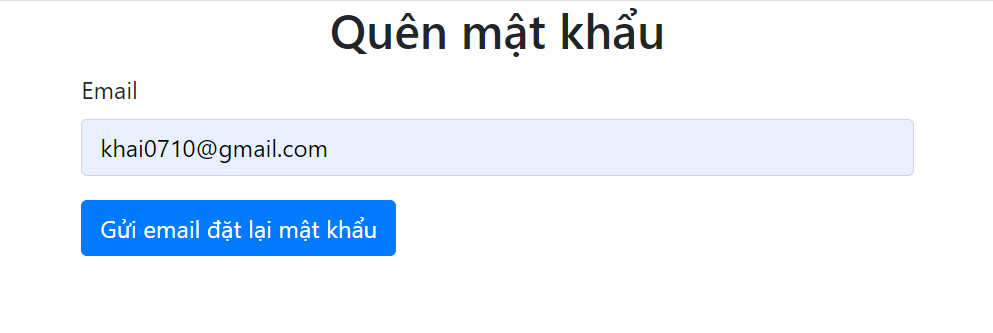 Quên mật khẩu
Email
khai0710@gmail.com
Gửi email đặt lại mật khẩu